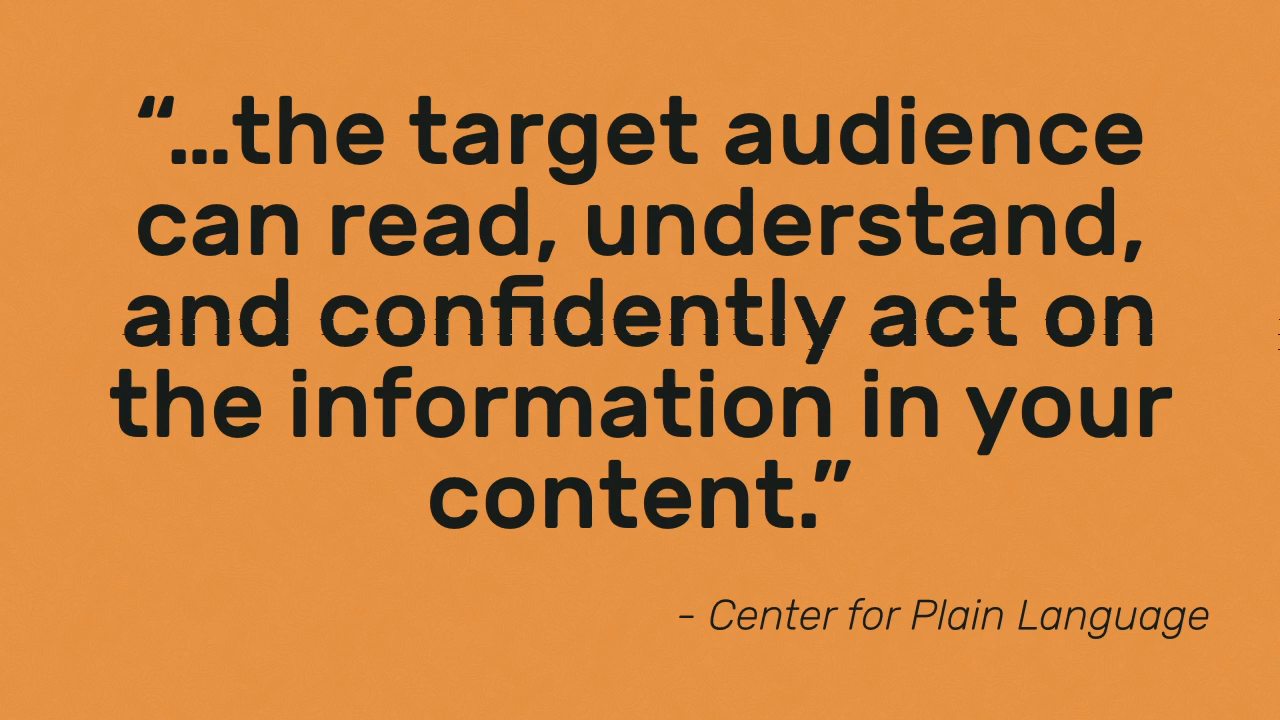 “…the target audience
can read, understand,
and confidently act on
the information in your
content.”
- Center for Plain Language